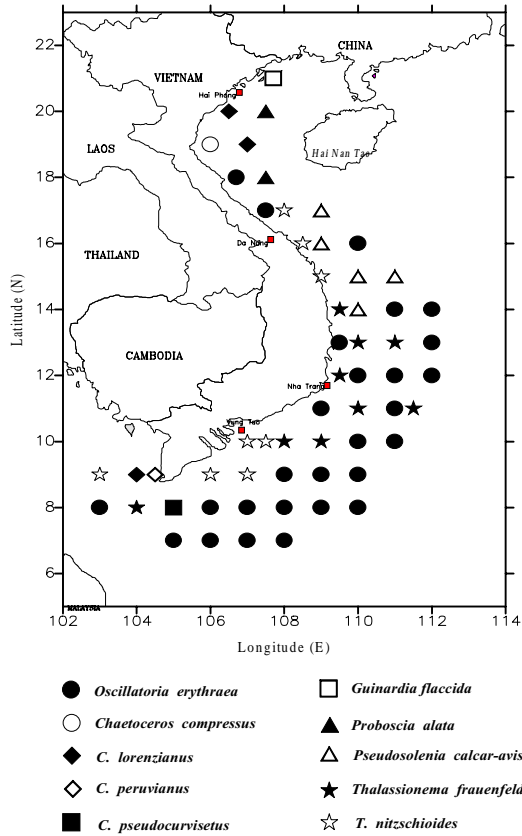 22
20
18
16
14
12
10
8
6
102
104
106
108
110
112
114
Latitude (N)
Longitude (E)
CHINA
VIETNAM
Hai Phong
LAOS
Hai Nan Tao
Da Nang
THAILAND
CAMBODIA
Nha Trang
Vung Tau
MALAYSIA
Oscillatoria erythraea
Chaetoceros compressus
C. lorenzianus
C. peruvianus
C. pseudocurvisetus
Guinardia flaccida
Proboscia alata
Pseudosolenia calcar-avis
Thalassionema frauenfeld
T. nitzschioides